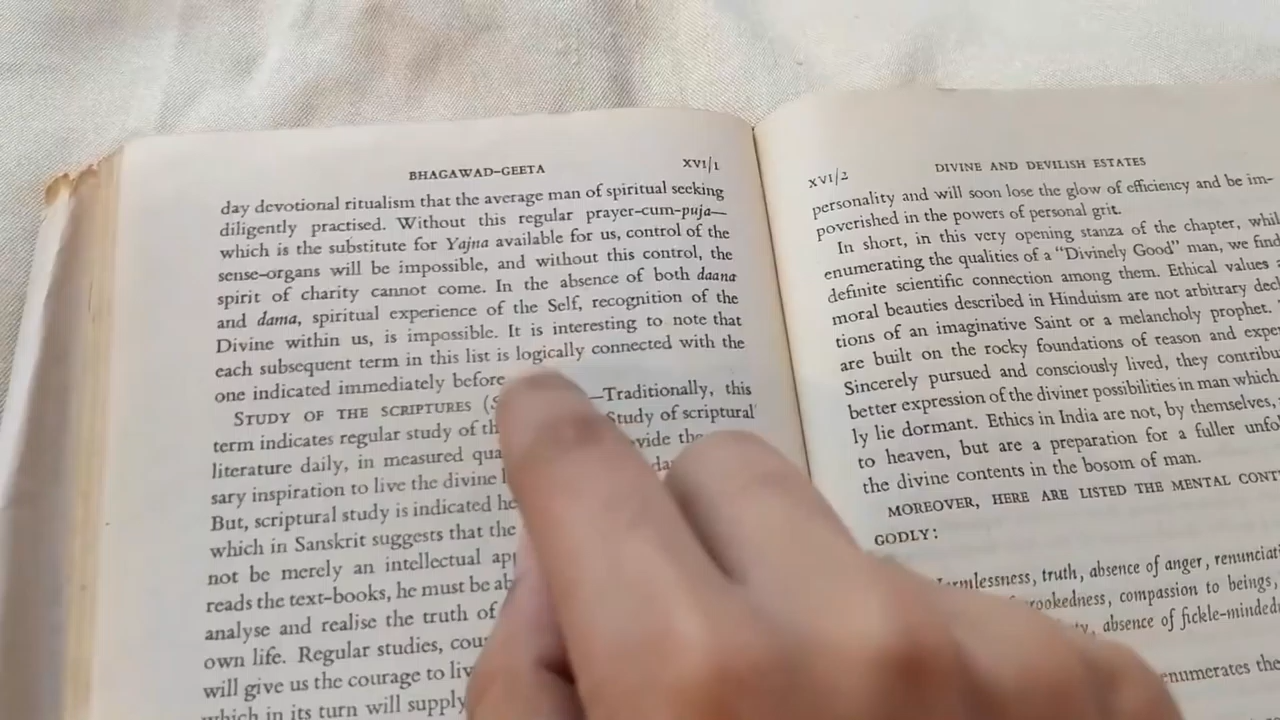 BHAGAWAD-GEETA
XVI/1
day devotional ritualism that the average man of spiritual seeking
diligently practised. Without this regular prayer-cum-puja—
which is the substitute for Yajna available for us, control of the
sense-organs will be impossible, and without this control, the
spirit of charity cannot come. In the absence of both daana
and dama, spiritual experience of the Self, recognition of the
Divine within us, is impossible. It is interesting to note that
each subsequent term in this list is logically connected with the
one indicated immediately before
STUDY OF THE SCRIPTURES —Traditionally, this
term indicates regular study of Study of scriptural
literature daily, in measured
sary inspiration to live the divine
But, scriptural study is indicated
which in Sanskrit suggests that the
not be merely an intellectual
reads the text-books, he must be
analyse and realise the truth of
own life. Regular studies,
will give us the courage to
which in its turn will supply
XVI/2
DIVINE AND DEVILISH ESTATES
personality and will soon lose the glow of efficiency and be im-
poverished in the powers of personal grit.
In short, in this very opening stanza of the chapter,
enumerating the qualities of a "Divinely Good" man, we find
definite scientific connection among them. Ethical values
moral beauties described in Hinduism are not arbitrary
tions of an imaginative Saint or a melancholy prophet.
are built on the rocky foundations of reason and
Sincerely pursued and consciously lived, they
better expression of the diviner possibilities in man which
ly lie dormant. Ethics in India are not, by themselves,
to heaven, but are a preparation for a fuller
the divine contents in the bosom of man.
MOREOVER, HERE ARE LISTED THE MENTAL
GODLY:
truth, absence of anger,
compassion to beings,
absence of
enumerates the